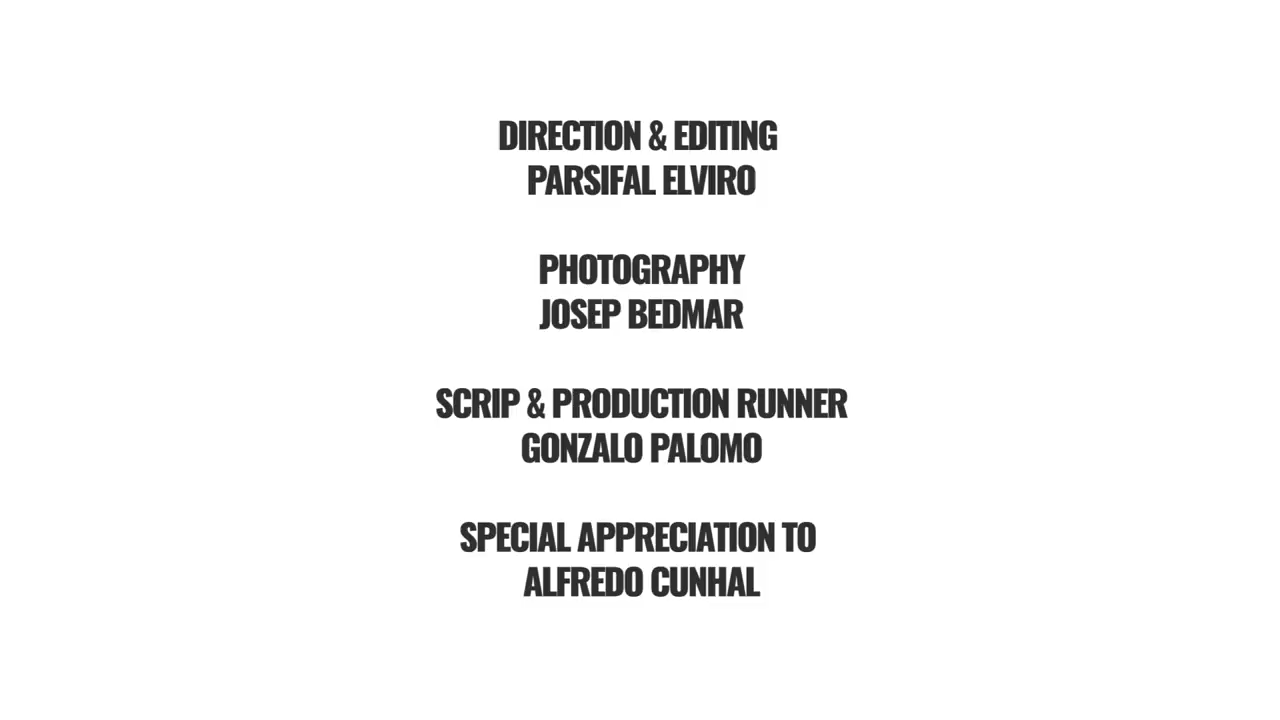 DIRECTION & EDITING
PARSIFAL ELVIRO
PHOTOGRAPHY
JOSEP BEDMAR
SCRIP & PRODUCTION RUNNER
GONZALO PALOMO
SPECIAL APPRECIATION TO
ALFREDO CUNHAL